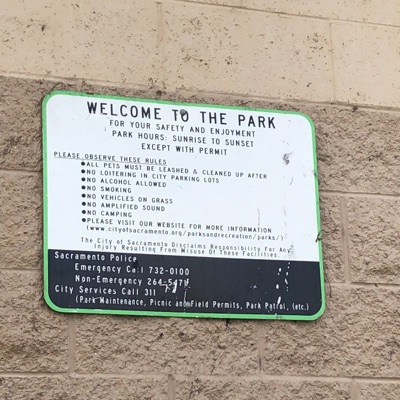 WELCOME TO THE PARK
FOR YOUR SAFETY AND ENJOYMENT
PARK HOURS: SUNRISE TO SUNSET
EXCEPT WITH PERMIT
PLEASE OBSERVE THESE RULES
●ALL PETS MUST BE LEASHED & CLEANED UP AFTER
●NO LOITERING IN CITY PARKING LOTS
●NO ALCOHOL ALLOWED
●NO SMOKING
●NO VEHICLES ON GRASS
●NO AMPLIFIED SOUND
●NO CAMPING
●PLEASE VISIT OUR WEBSITE FOR MORE INFORMATION
(www.cityofsacramento.org/parksandrecreation/parks/)
The City of Sacramento Disclaims Responsibility For Any
Injury Resulting From Misuse Of These Facilities.
Sacramento Police
Emergency Call 732-0100
Non-Emergency 264-5471
City Services Call 311
(Park Maintenance, Picnic and Field Permits, Park Patrol, etc.)